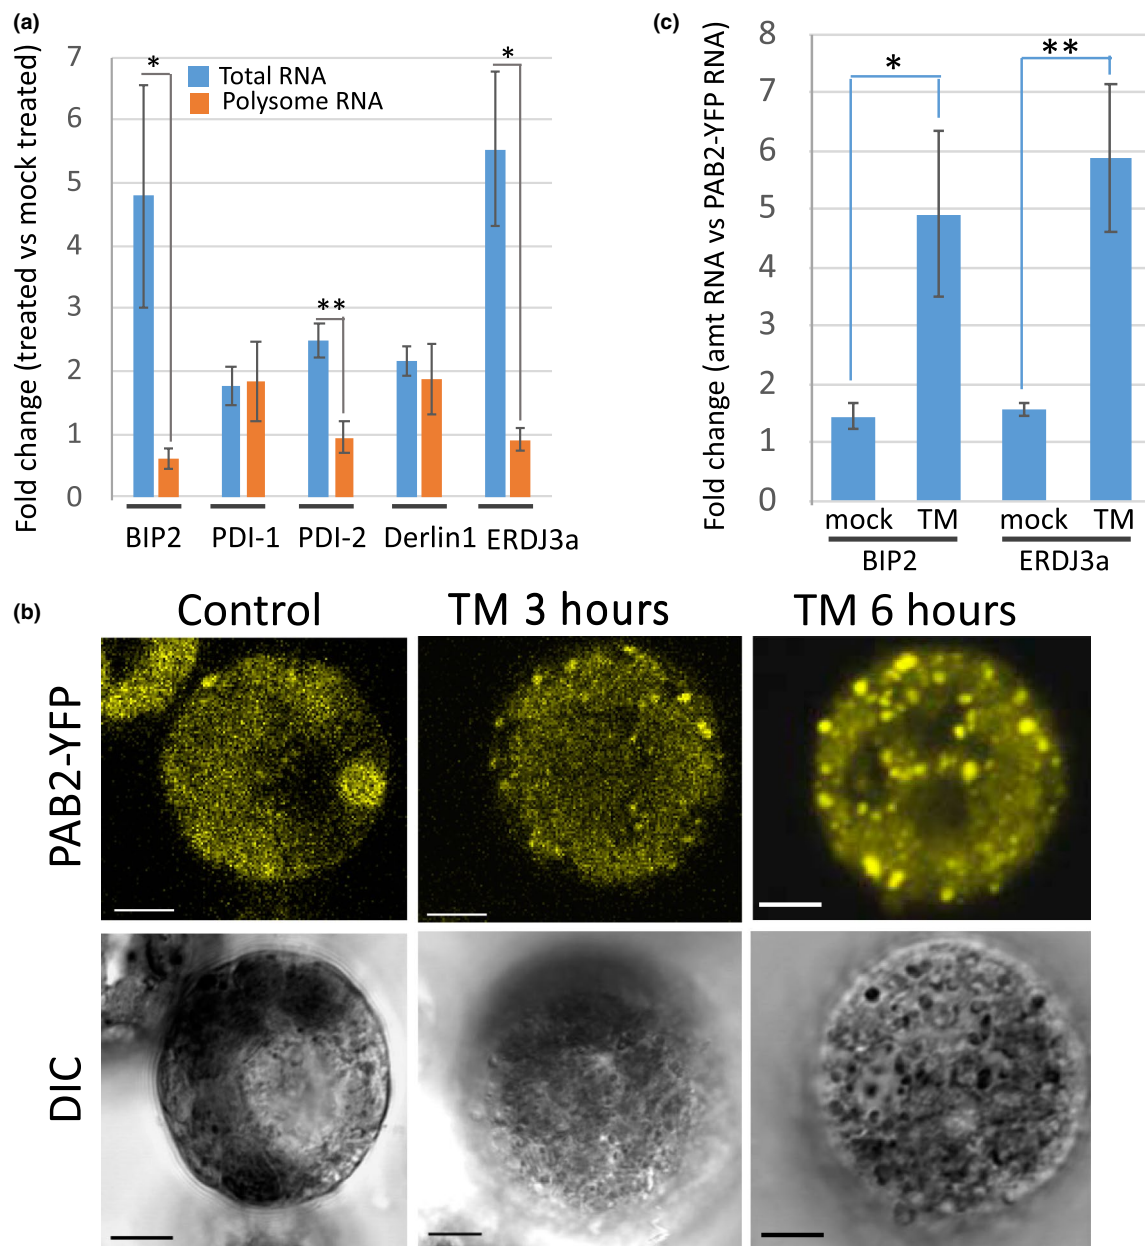 (a)
Fold change (treated vs mock treated)
7
6
5
4
3
2
1
0
*
**
*
Total RNA
Polysome RNA
BIP2 PDI-1 PDI-2 Derlin1 ERDJ3a
(c)
Fold change (amt RNA vs PAB2-YFP RNA)
8
7
6
5
4
3
2
1
0
*
**
mock TM mock TM
BIP2 ERDJ3a
(b)
Control TM 3 hours TM 6 hours
PAB2-YFP
DIC